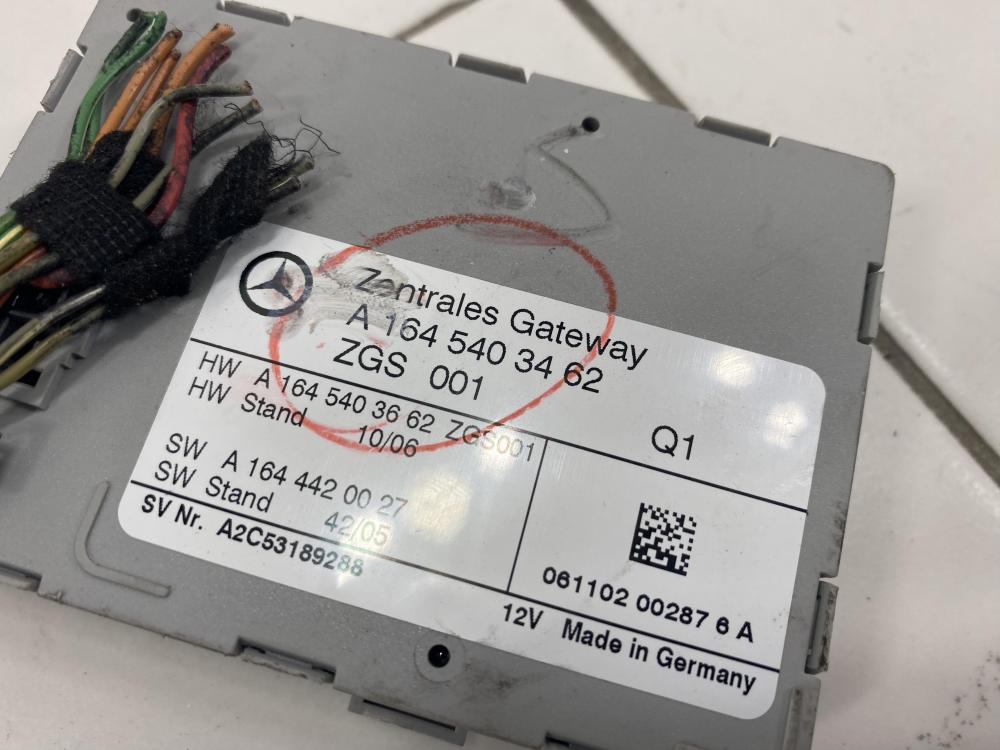 Zentrales Gateway
A 164 540 34 62
ZGS 001
HW A 164 540 36 62 ZGS001
HW Stand 10/06
SW A 164 442 00 27
SW Stand 42/05
SV Nr. A2C53189288
Q1
061102 00287 6 A
12V Made in Germany